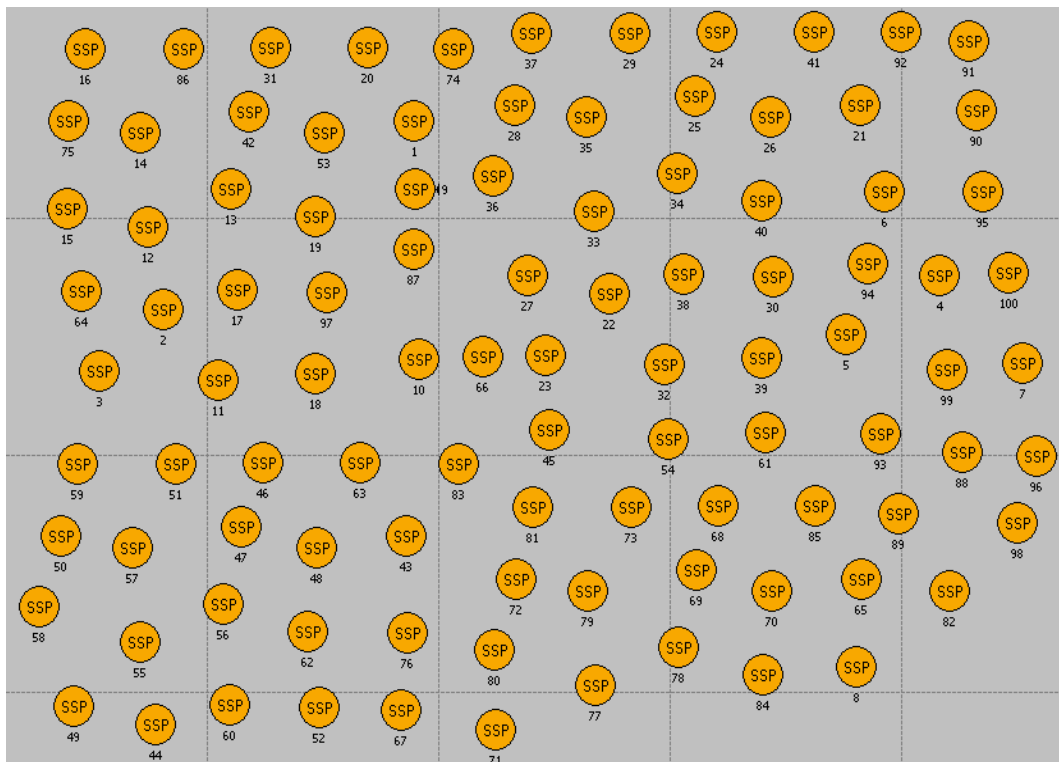 SSP SSP SSP SSP SSP SSP SSP SSP SSP SSP SSP
16 86 31 20 74 37 29 24 41 92 91
SSP SSP SSP SSP SSP SSP SSP SSP SSP SSP SSP
75 14 42 53 1 28 35 25 26 21 90
SSP SSP SSP SSP SSP SSP SSP SSP SSP SSP SSP
15 12 13 19 9 36 33 34 40 6 95
SSP SSP SSP SSP SSP SSP SSP SSP SSP SSP SSP SSP
64 2 17 97 87 27 22 38 30 94 4 100
SSP SSP SSP SSP SSP SSP SSP SSP SSP SSP SSP
3 11 18 10 66 23 32 39 5 99 7
SSP SSP SSP SSP SSP SSP SSP SSP SSP SSP SSP
59 51 46 63 83 45 54 61 93 88 96
SSP SSP SSP SSP SSP SSP SSP SSP SSP SSP SSP
50 57 47 48 43 81 73 68 85 89 98
SSP SSP SSP SSP SSP SSP SSP SSP SSP SSP SSP
58 55 56 62 76 72 79 69 70 65 82
SSP SSP SSP SSP SSP SSP SSP SSP SSP SSP
49 44 60 52 67 80 77 78 84 8
SSP
71